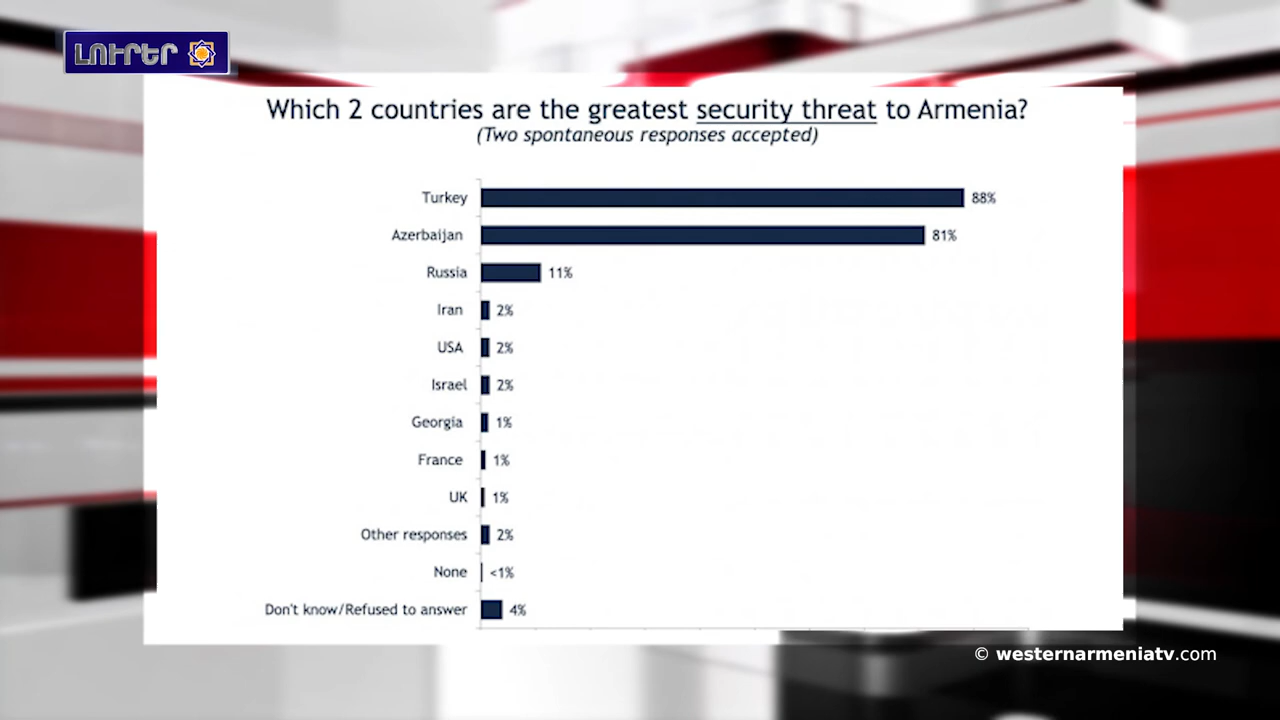 ԼՈՒՐԵՐ
Which 2 countries are the greatest security threat to Armenia?
(Two spontaneous responses accepted)
Turkey 88%
Azerbaijan 81%
Russia 11%
Iran 2%
USA 2%
Israel 2%
Georgia 1%
France 1%
UK 1%
Other responses 2%
None <1%
Don't know/Refused to answer 4%
© westernarmeniatv.com